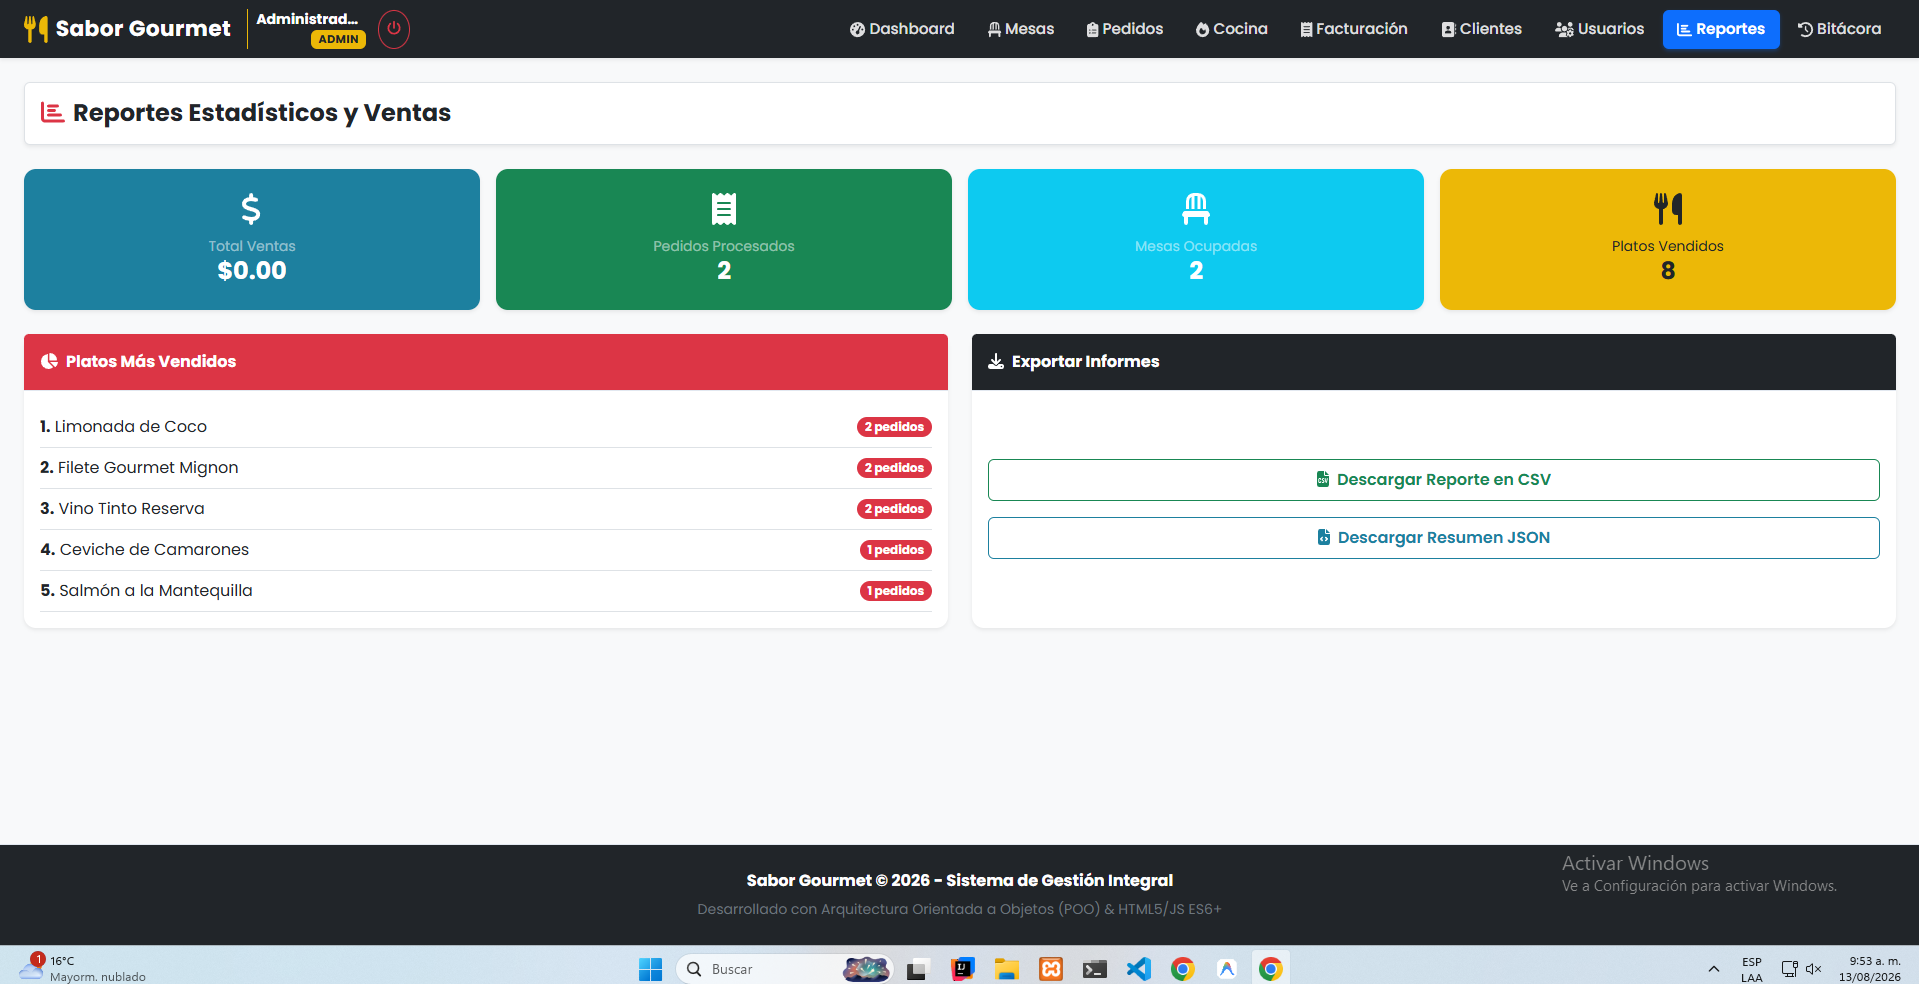 Sabor Gourmet
Administrad...
ADMIN
Dashboard
Mesas
Pedidos
Cocina
Facturación
Clientes
Usuarios
Reportes
Bitácora
Reportes Estadísticos y Ventas
Total Ventas
$0.00
Pedidos Procesados
2
Mesas Ocupadas
2
Platos Vendidos
8
Platos Más Vendidos
1. Limonada de Coco
2 pedidos
2. Filete Gourmet Mignon
2 pedidos
3. Vino Tinto Reserva
2 pedidos
4. Ceviche de Camarones
1 pedidos
5. Salmón a la Mantequilla
1 pedidos
Exportar Informes
CSV Descargar Reporte en CSV
Descargar Resumen JSON
Sabor Gourmet © 2026 - Sistema de Gestión Integral
Desarrollado con Arquitectura Orientada a Objetos (POO) & HTML5/JS ES6+
Activar Windows
Ve a Configuración para activar Windows.
1
16°C
Mayorm. nublado
Buscar
ESP
LAA
9:53 a. m.
13/08/2026